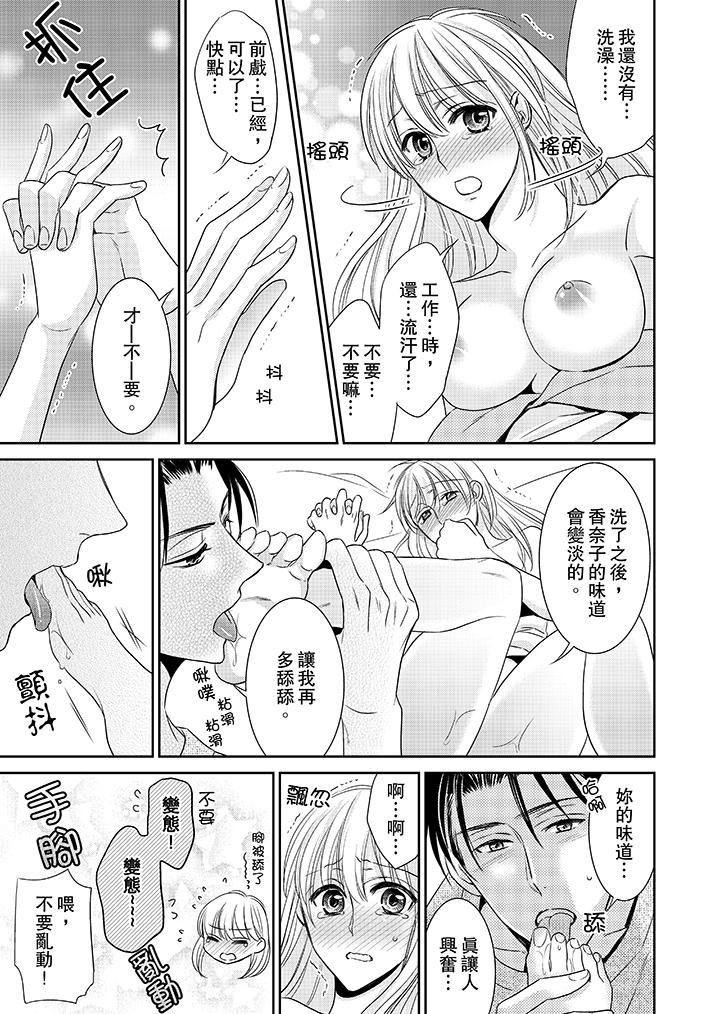 我還沒有…
洗澡……
搖頭
搖頭
工作…時，
還…流汗了…
不要…
不要嘛…
前戲…已經，
可以了…
快點…
抖
抖
抓住
才—不—要。
洗了之後，
香奈子的味道
會變淡的。
讓我再
多舔舔。
啾噗
粘滑
粘滑
啾
顫抖
妳的味道…
哈啊
舔
真讓人
興奮…
啊…啊…
飄忽
腳被舔了
不要
變態！
變態～～～
手腳
亂動
喂，
不要亂動！